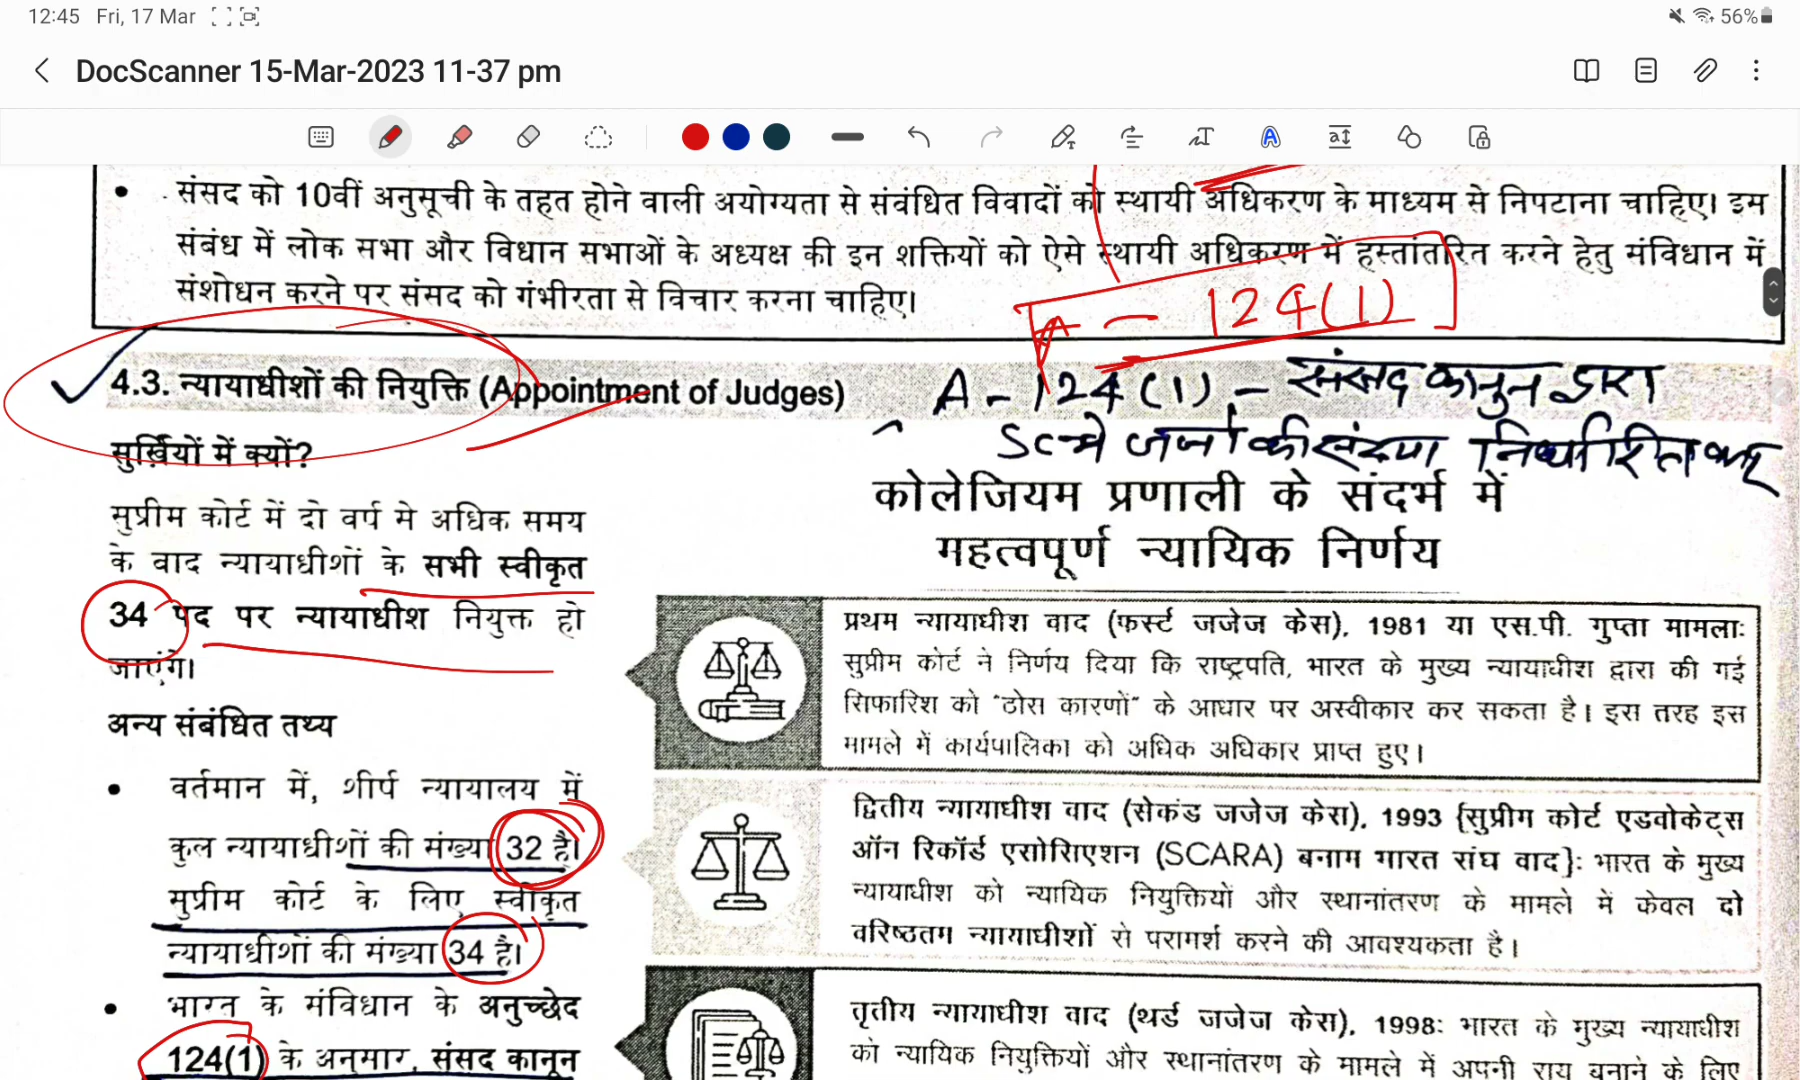 12:45 Fri, 17 Mar
56%
DocScanner 15-Mar-2023 11-37 pm
संसद को 10वीं अनुसूची के तहत होने वाली अयोग्यता से संबंधित विवादों को स्थायी अधिकरण के माध्यम से निपटाना चाहिए। इस
संबंध में लोक सभा और विधान सभाओं के अध्यक्ष की इन शक्तियों को ऐसे स्थायी अधिकरण में हस्तांतरित करने हेतु संविधान में
संशोधन करने पर संसद को गंभीरता से विचार करना चाहिए।
A - 124(1)
4.3. न्यायाधीशों की नियुक्ति (Appointment of Judges)
A - 124 (1) - संसद कानुन द्वारा
SC मे जजों की संख्या निर्धारित कर
सुर्ख़ियों में क्यों?
सुप्रीम कोर्ट में दो वर्ष से अधिक समय
के बाद न्यायाधीशों के सभी स्वीकृत
34 पद पर न्यायाधीश नियुक्त हो
जाएंगे।
अन्य संबंधित तथ्य
वर्तमान में, शीर्ष न्यायालय में
कुल न्यायाधीशों की संख्या 32 है।
सुप्रीम कोर्ट के लिए स्वीकृत
न्यायाधीशों की संख्या 34 है।
भारत के संविधान के अनुच्छेद
124(1) के अनुसार, संसद कानून
कोलेजियम प्रणाली के संदर्भ में
महत्वपूर्ण न्यायिक निर्णय
प्रथम न्यायाधीश वाद (फर्स्ट जजेज केस), 1981 या एस.पी. गुप्ता मामलाः
सुप्रीम कोर्ट ने निर्णय दिया कि राष्ट्रपति, भारत के मुख्य न्यायाधीश द्वारा की गई
सिफारिश को "ठोस कारणों" के आधार पर अस्वीकार कर सकता है। इस तरह इस
मामले में कार्यपालिका को अधिक अधिकार प्राप्त हुए।
द्वितीय न्यायाधीश वाद (सेकंड जजेज केस), 1993 {सुप्रीम कोर्ट एडवोकेट्स
ऑन रिकॉर्ड एसोसिएशन (SCARA) बनाम भारत संघ वाद}: भारत के मुख्य
न्यायाधीश को न्यायिक नियुक्तियों और स्थानांतरण के मामले में केवल दो
वरिष्ठतम न्यायाधीशों से परामर्श करने की आवश्यकता है।
तृतीय न्यायाधीश वाद (थर्ड जजेज केस), 1998: भारत के मुख्य न्यायाधीश
को न्यायिक नियुक्तियों और स्थानांतरण के मामले में अपनी राय बनाने के लिए